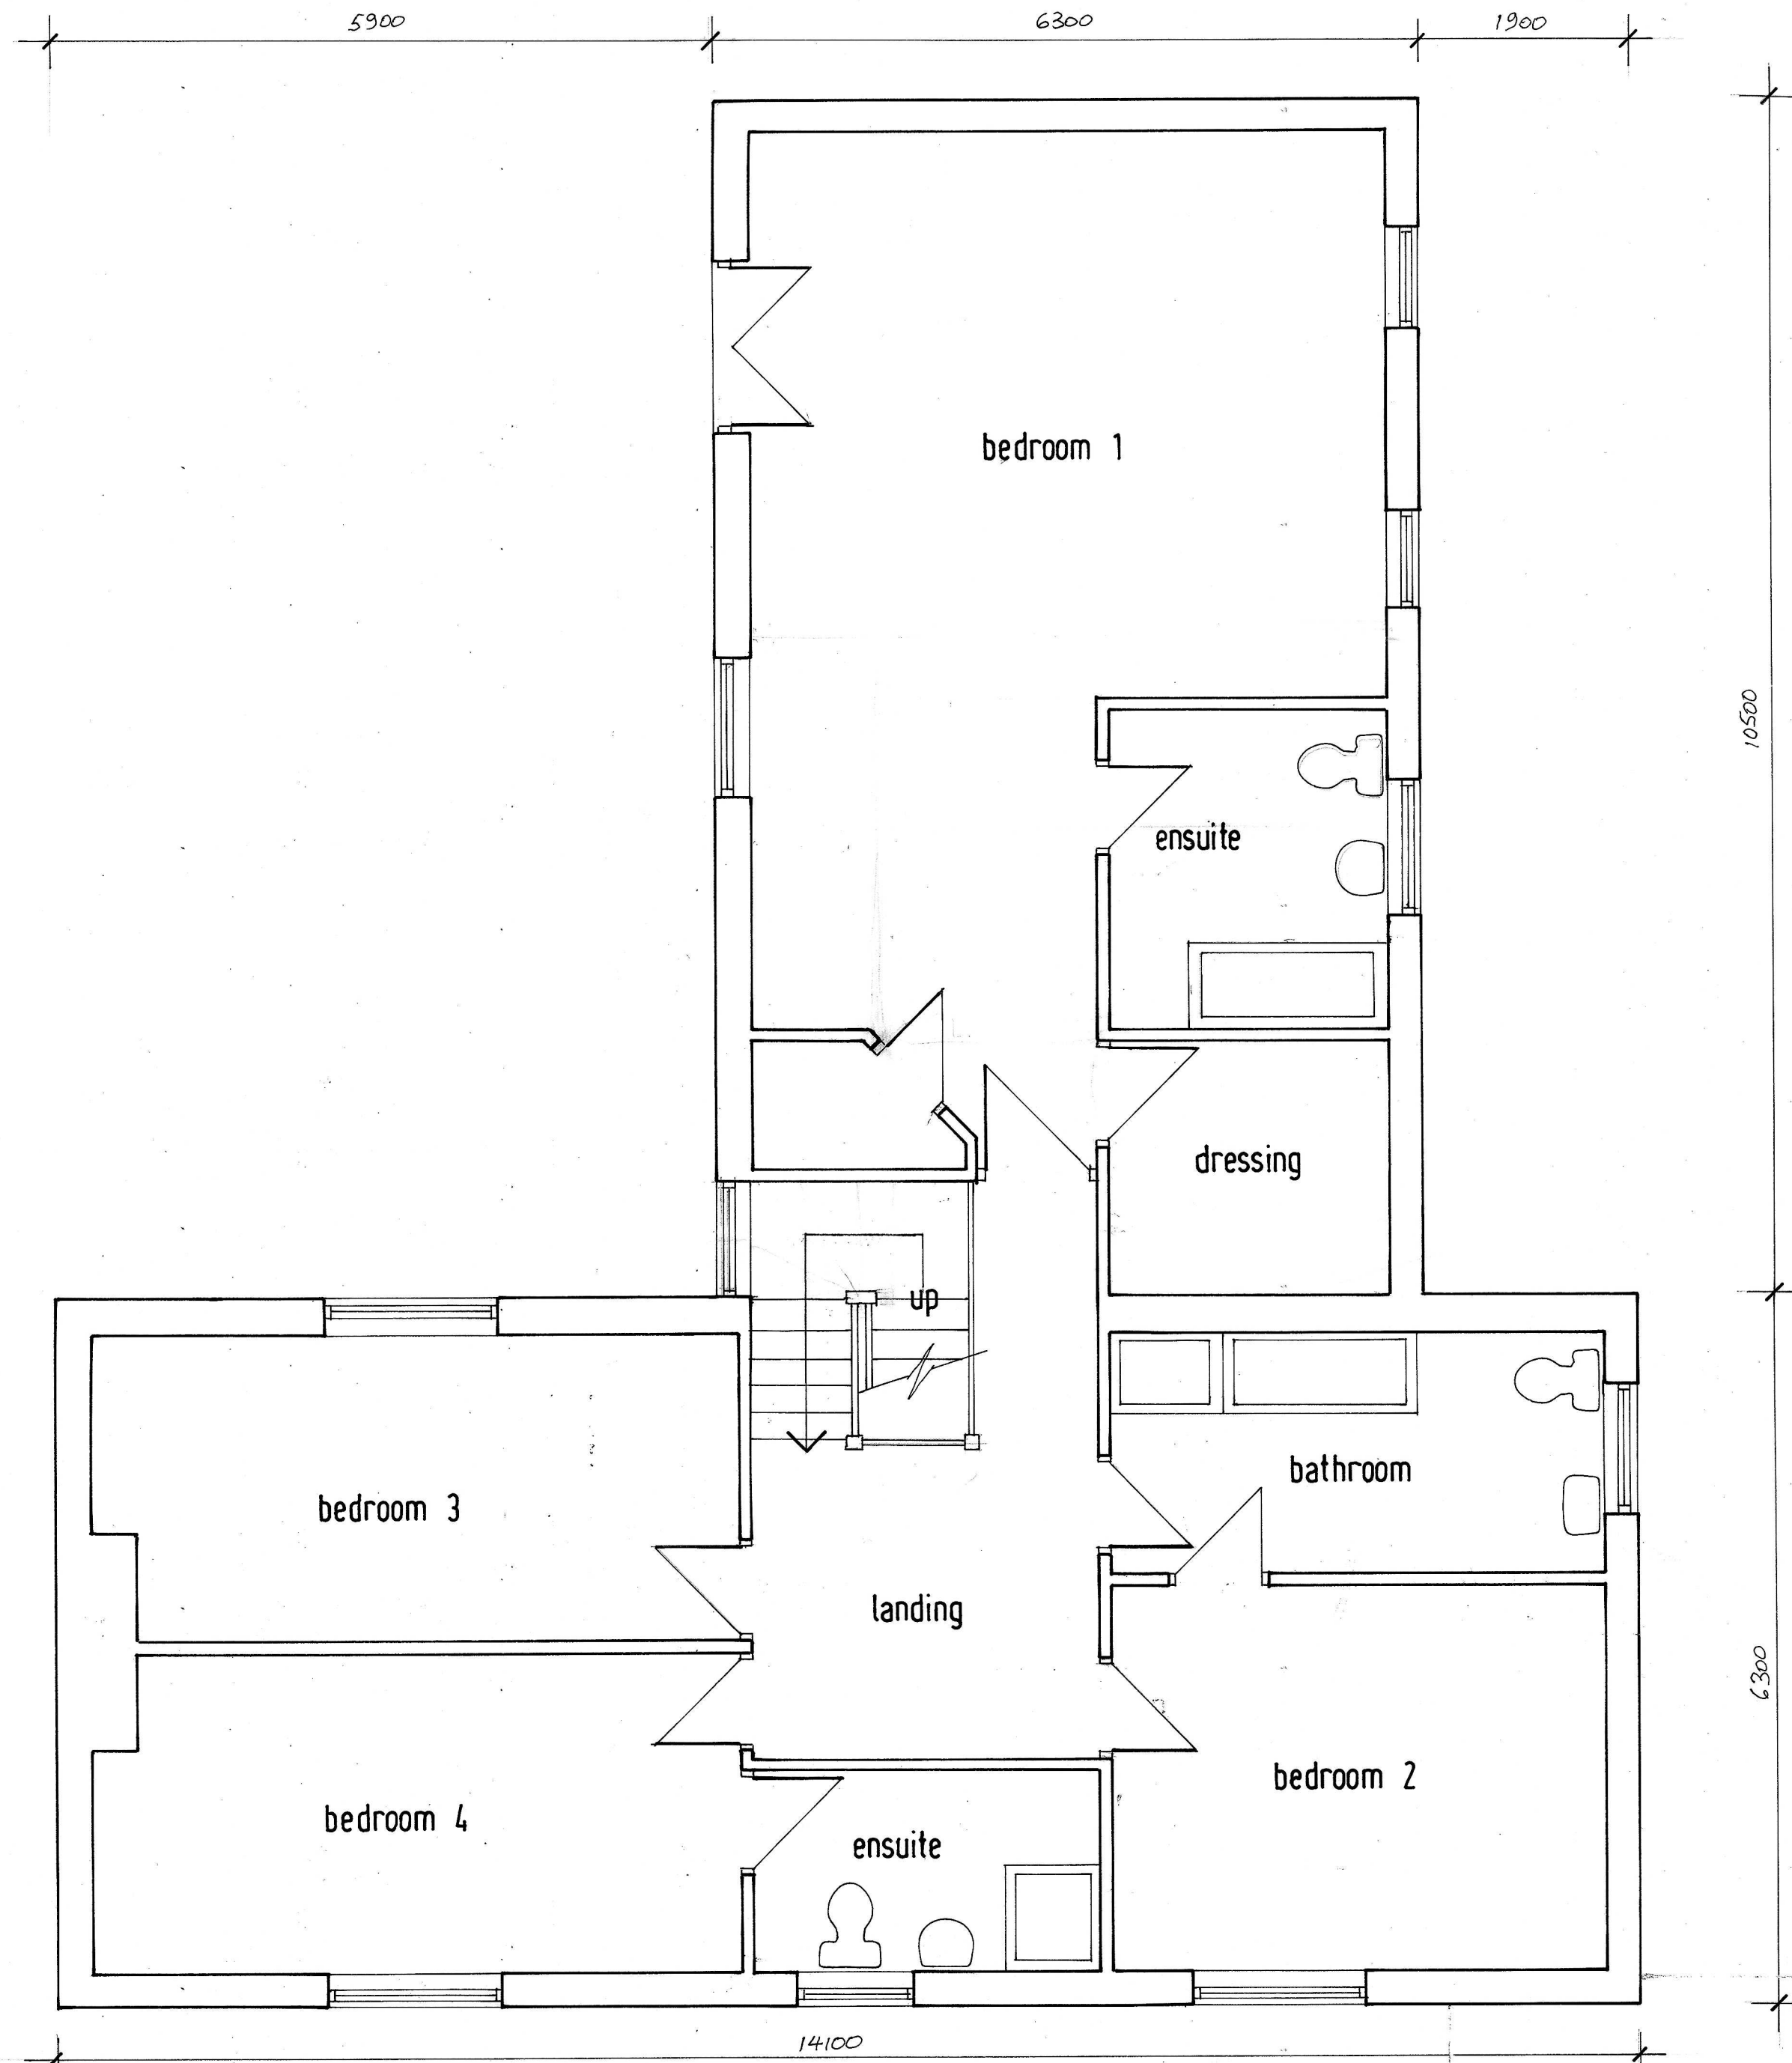 5900
6300
1900
bedroom 1
10500
ensuite
dressing
up
bathroom
bedroom 3
landing
6300
bedroom 2
bedroom 4
ensuite
14100